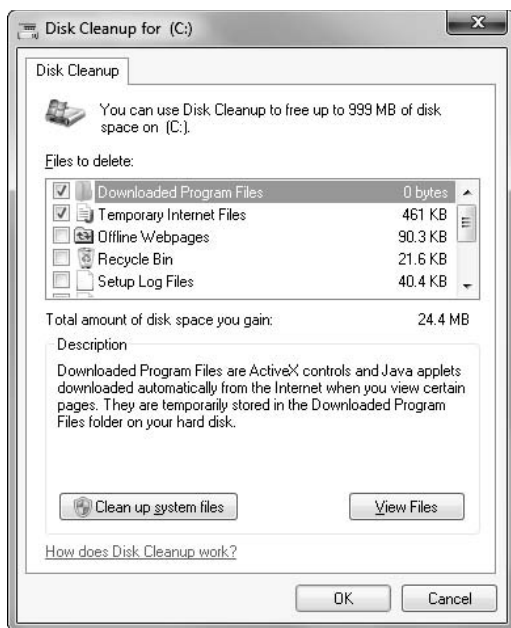 Disk Cleanup for (C:)
Disk Cleanup
You can use Disk Cleanup to free up to 999 MB of disk
space on (C:).
Files to delete:
Downloaded Program Files 0 bytes
Temporary Internet Files 461 KB
Offline Webpages 90.3 KB
Recycle Bin 21.6 KB
Setup Log Files 40.4 KB
Total amount of disk space you gain: 24.4 MB
Description
Downloaded Program Files are ActiveX controls and Java applets
downloaded automatically from the Internet when you view certain
pages. They are temporarily stored in the Downloaded Program
Files folder on your hard disk.
Clean up system files View Files
How does Disk Cleanup work?
OK Cancel